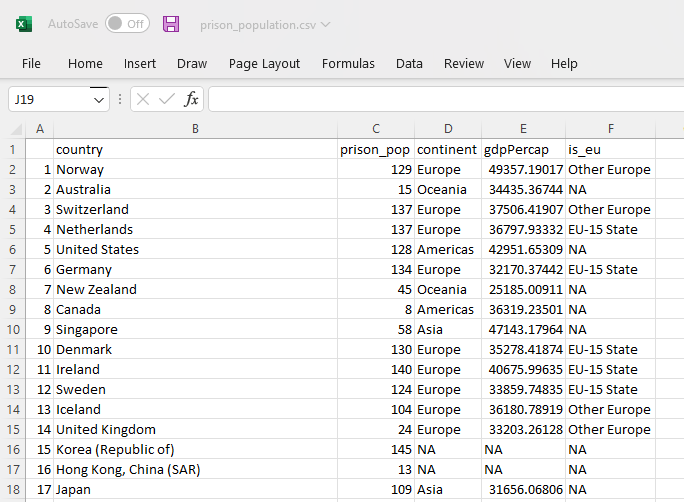 AutoSave Off prison_population.csv
File Home Insert Draw Page Layout Formulas Data Review View Help
J19 fx
A B C D E F
1 country prison_pop continent gdpPercap is_eu
2 1 Norway 129 Europe 49357.19017 Other Europe
3 2 Australia 15 Oceania 34435.36744 NA
4 3 Switzerland 137 Europe 37506.41907 Other Europe
5 4 Netherlands 137 Europe 36797.93332 EU-15 State
6 5 United States 128 Americas 42951.65309 NA
7 6 Germany 134 Europe 32170.37442 EU-15 State
8 7 New Zealand 45 Oceania 25185.00911 NA
9 8 Canada 8 Americas 36319.23501 NA
10 9 Singapore 58 Asia 47143.17964 NA
11 10 Denmark 130 Europe 35278.41874 EU-15 State
12 11 Ireland 140 Europe 40675.99635 EU-15 State
13 12 Sweden 124 Europe 33859.74835 EU-15 State
14 13 Iceland 104 Europe 36180.78919 Other Europe
15 14 United Kingdom 24 Europe 33203.26128 Other Europe
16 15 Korea (Republic of) 145 NA NA NA
17 16 Hong Kong, China (SAR) 13 NA NA NA
18 17 Japan 109 Asia 31656.06806 NA